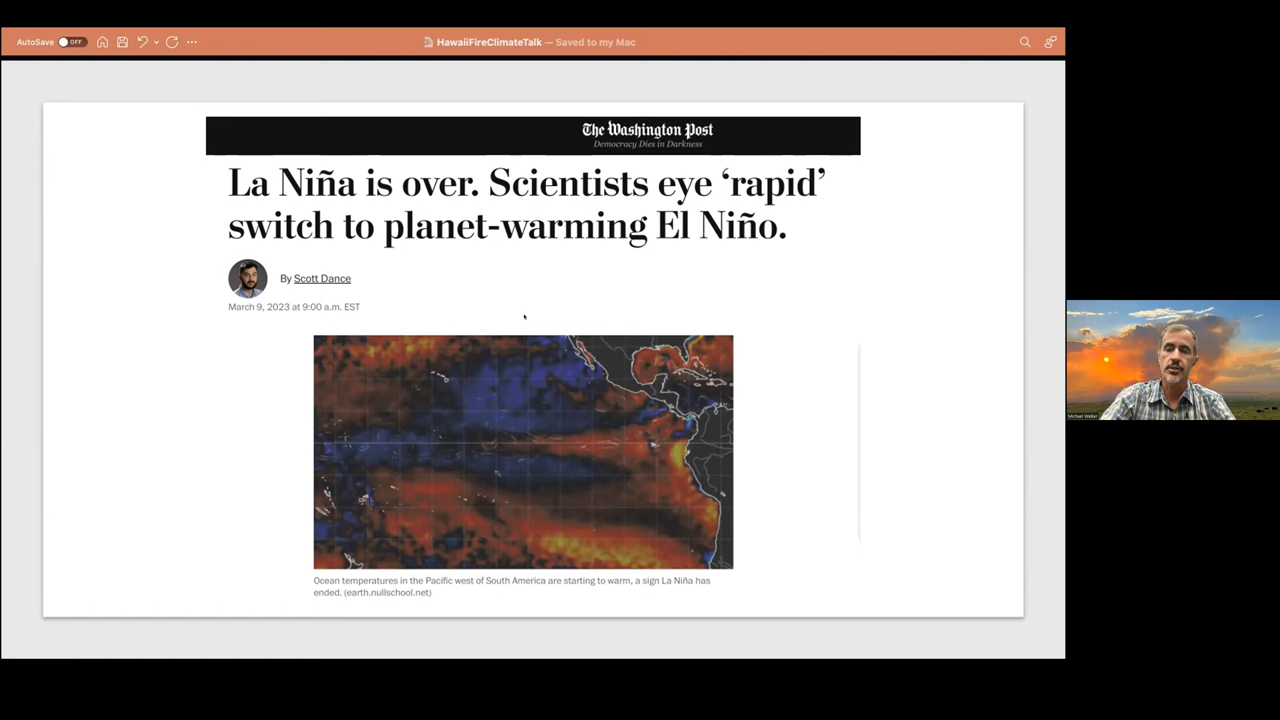 AutoSave OFF
HawaiiFireClimateTalk — Saved to my Mac
The Washington Post
Democracy Dies in Darkness
La Niña is over. Scientists eye ‘rapid’
switch to planet-warming El Niño.
By Scott Dance
March 9, 2023 at 9:00 a.m. EST
Ocean temperatures in the Pacific west of South America are starting to warm, a sign La Niña has
ended. (earth.nullschool.net)
Michael Walker